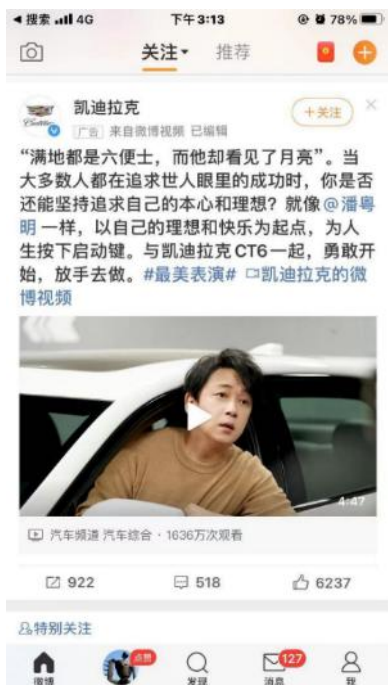 搜索 4G 下午3:13 78%
关注 推荐
凯迪拉克
+关注
广告 来自微博视频 已编辑
“满地都是六便士，而他却看见了月亮”。当
大多数人都在追求世人眼里的成功时，你是否
还能坚持追求自己的本心和理想？就像@潘粤
明一样，以自己的理想和快乐为起点，为人
生按下启动键。与凯迪拉克CT6一起，勇敢开
始，放手去做。#最美表演# 凯迪拉克的微
博视频
4:47
汽车频道 汽车综合 · 1636万次观看
922 518 6237
特别关注
点赞 127
微博 发现 消息 我